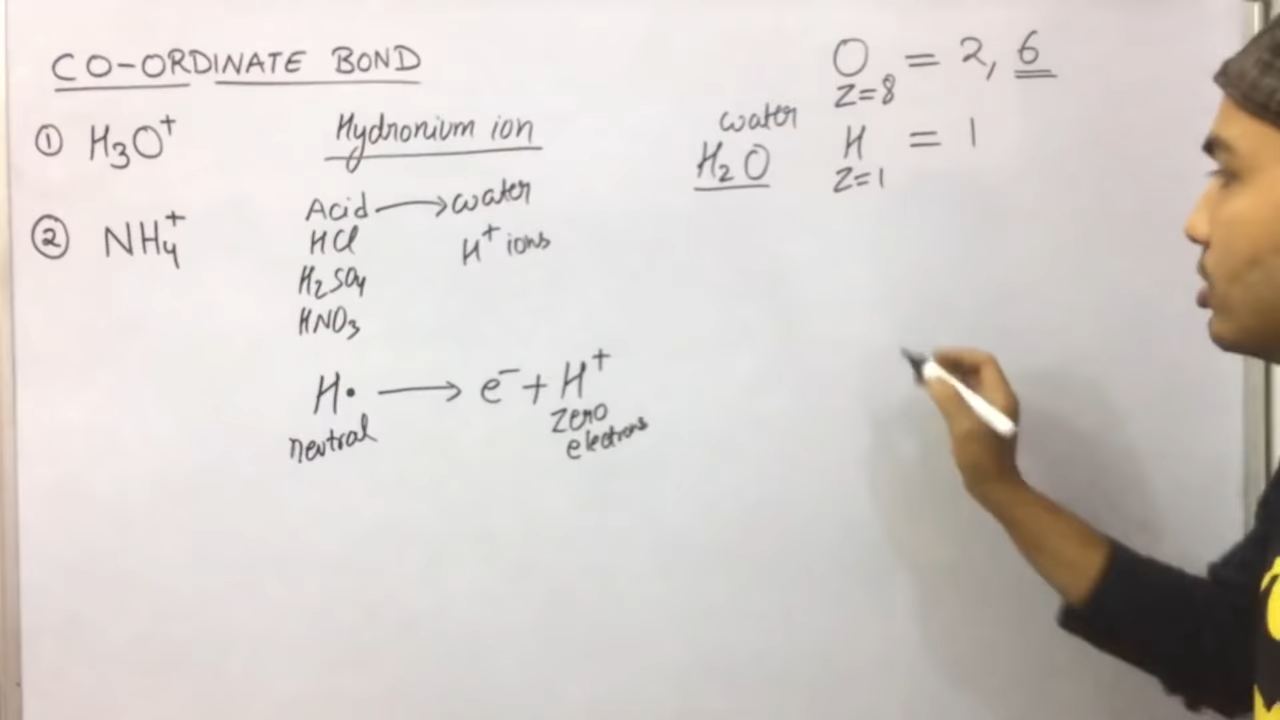 CO-ORDINATE BOND
① H₃O⁺
② NH₄⁺
Hydronium ion
Acid ⟶ water
HCl
H⁺ ions
H₂SO₄
HNO₃
H• ⟶ e⁻ + H⁺
neutral
zero
electrons
water
H₂O
O = 2, 6
Z=8
H = 1
Z=1